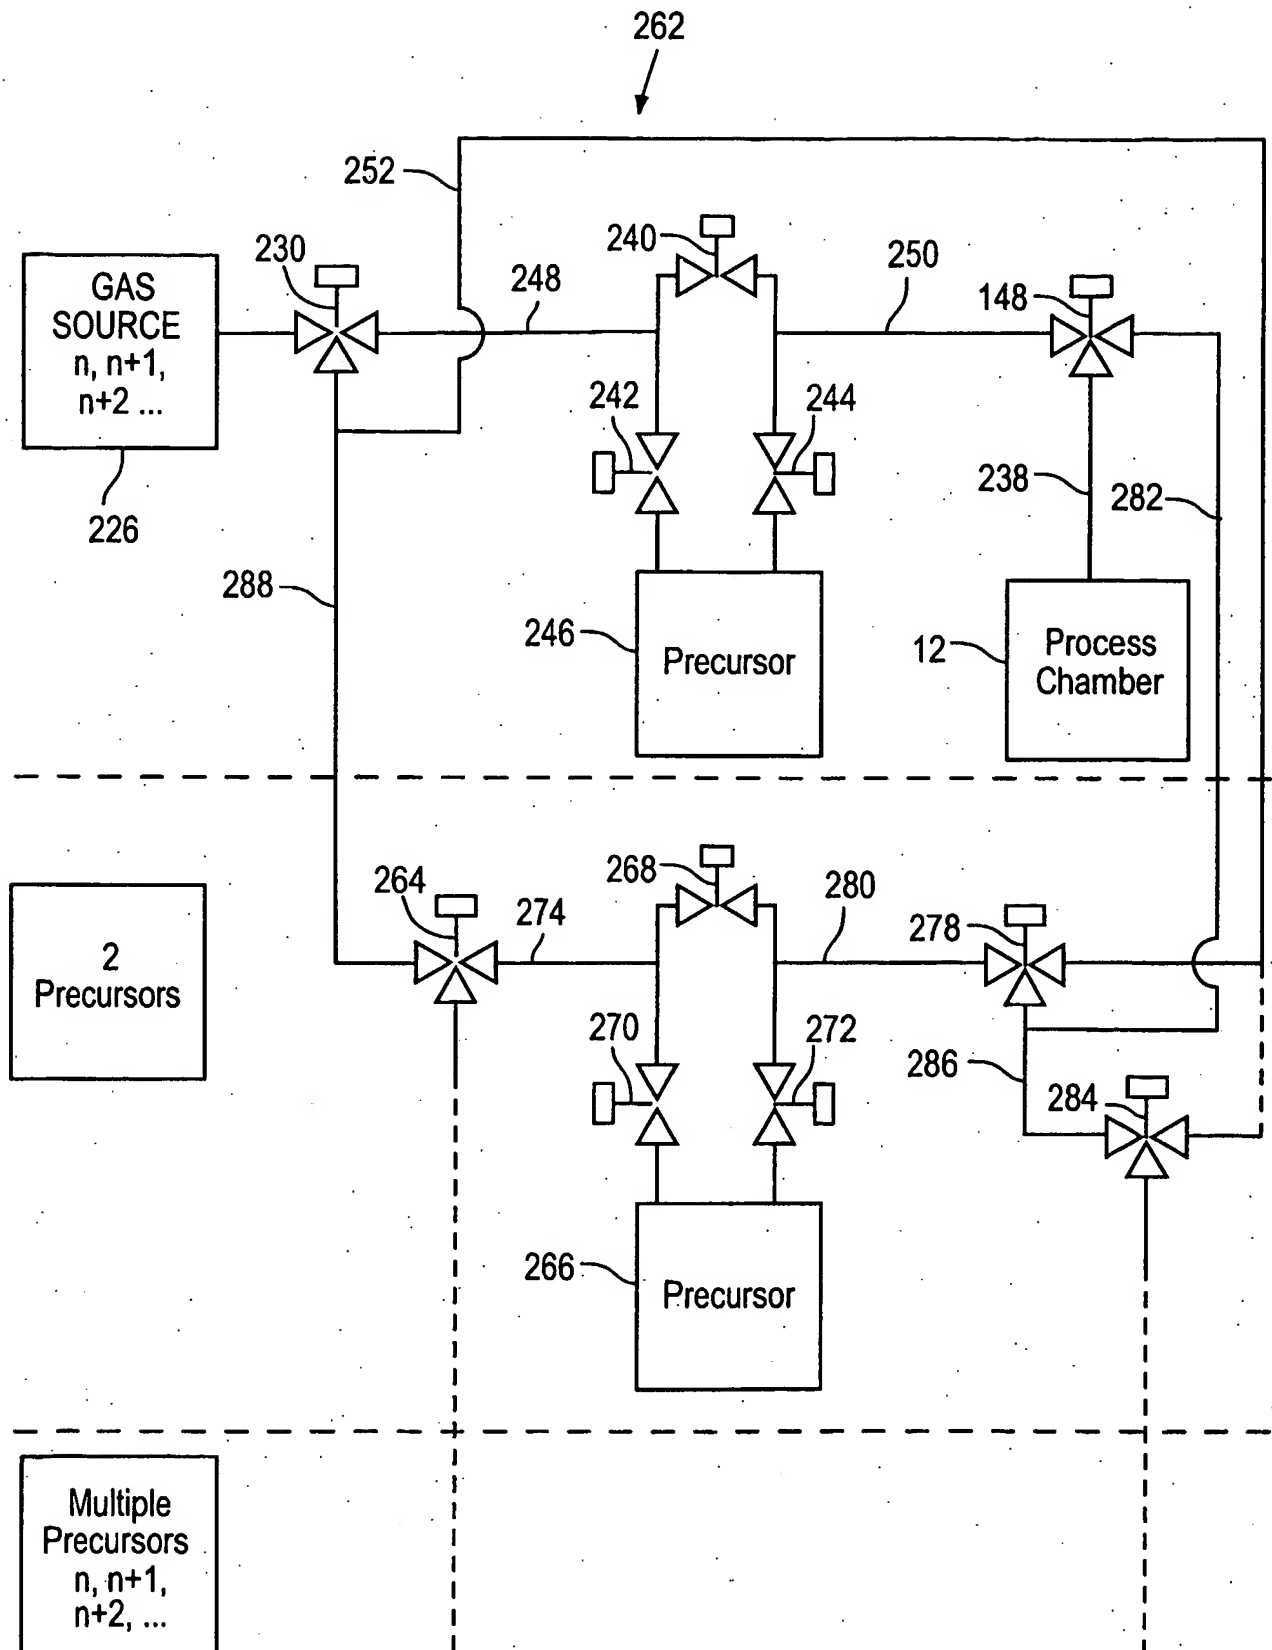 262
252
230
240
250
148
GAS
SOURCE
n, n+1,
n+2 ...
248
242
244
238
282
226
288
246
Precursor
12
Process
Chamber
264
274
268
280
278
2
Precursors
270
272
286
284
266
Precursor
Multiple
Precursors
n, n+1,
n+2, ...